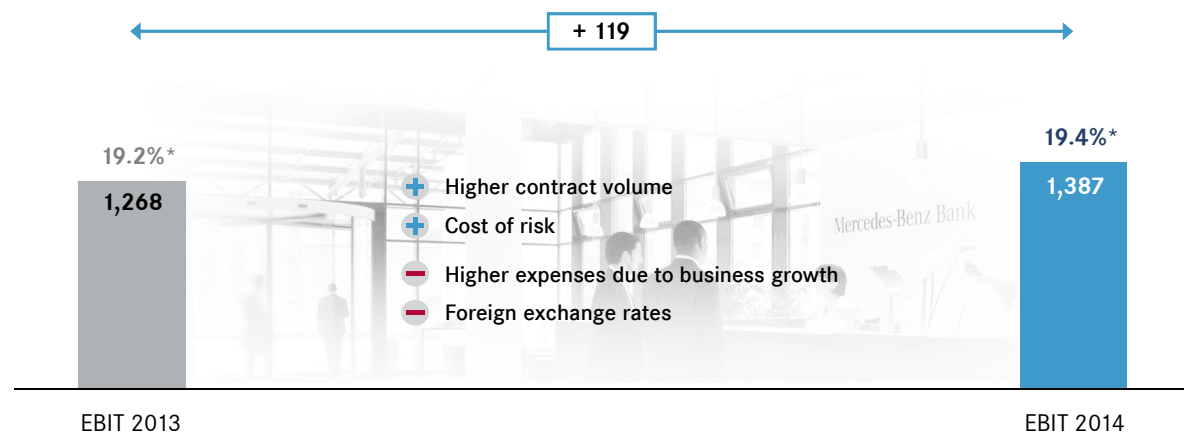 + 119
19.2%*
1,268
19.4%*
1,387
+ Higher contract volume
+ Cost of risk
− Higher expenses due to business growth
− Foreign exchange rates
Mercedes-Benz Bank
EBIT 2013
EBIT 2014